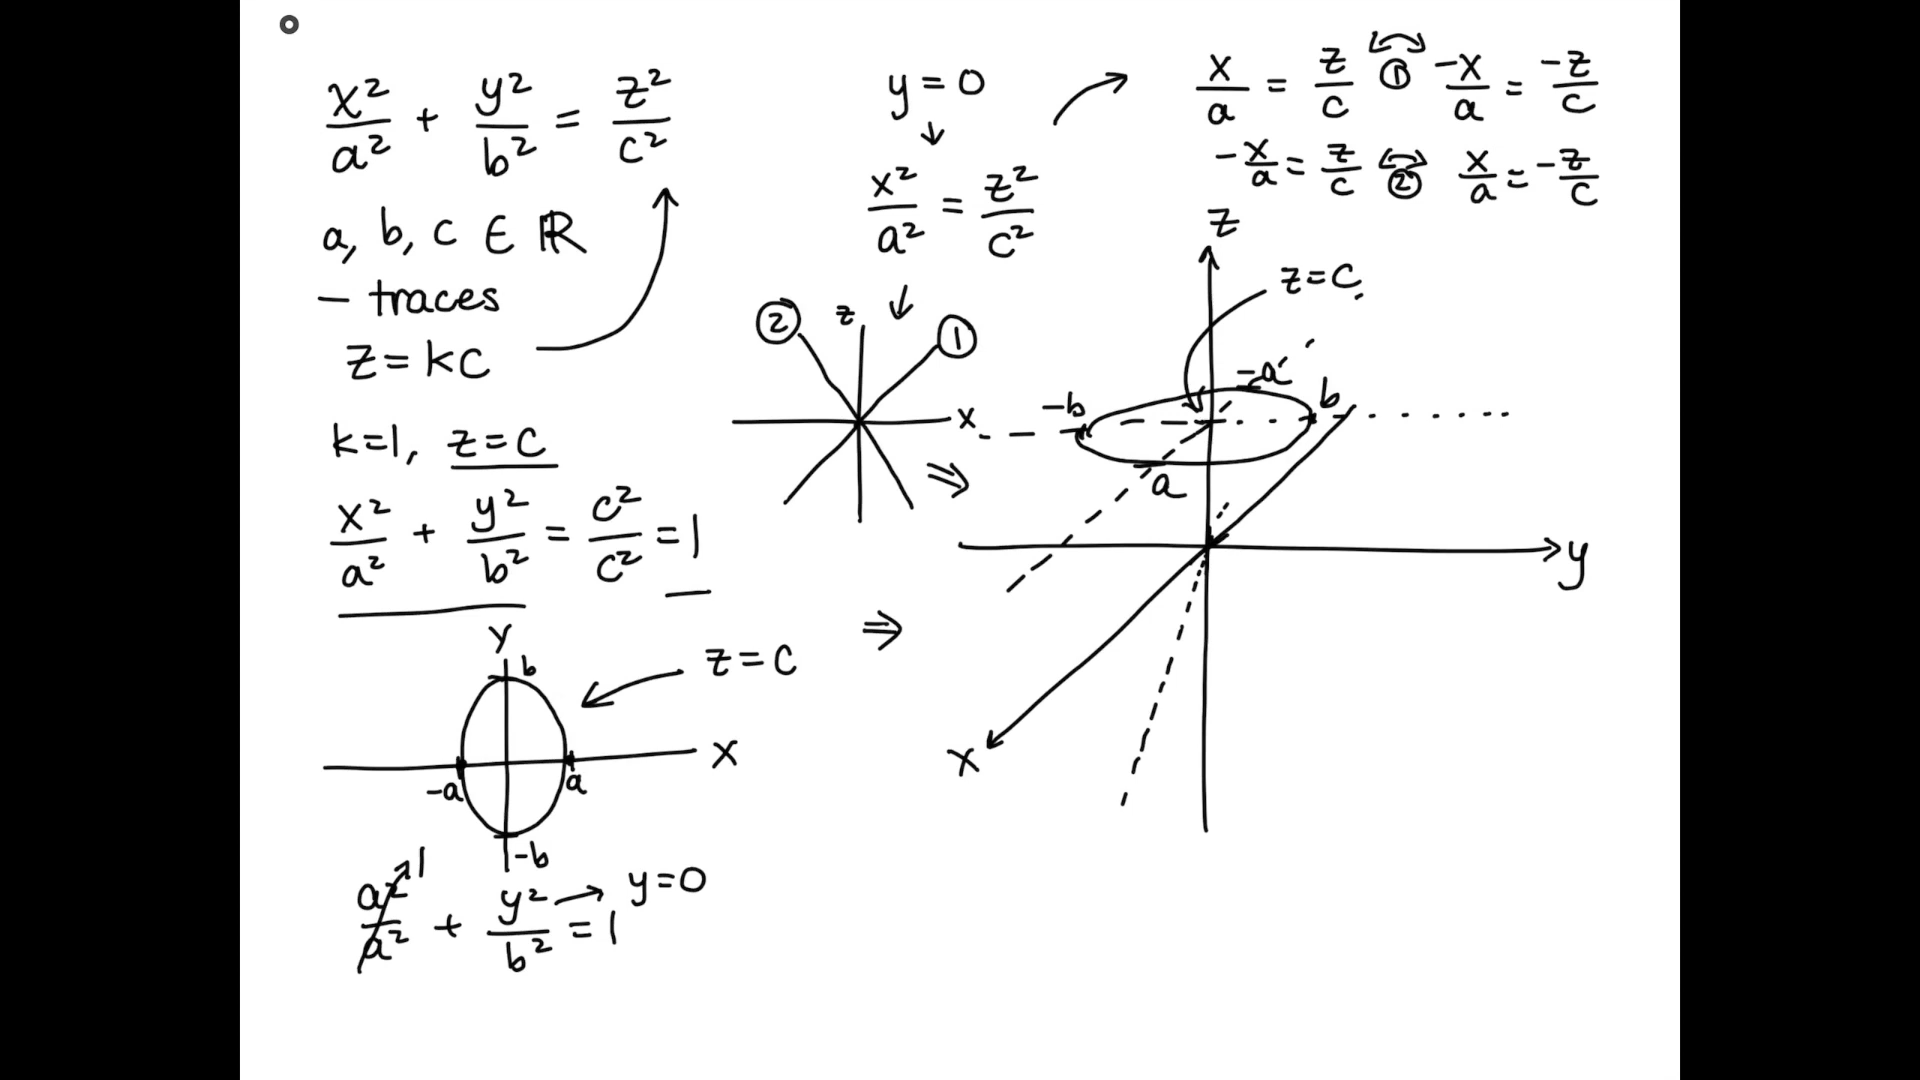 x²/a² + y²/b² = z²/c²
a, b, c ∈ ℝ
– traces
z = kc
k=1, z=c
x²/a² + y²/b² = c²/c² = 1
y
b
z = c
x
-a
a
-b
a²/a² 1 + y²/b² = 1 → y=0
y = 0
↓
x²/a² = z²/c²
↓
② z ①
x
⇒
⇒
x/a = z/c ① -x/a = -z/c
-x/a = z/c ② x/a = -z/c
z
z=c
-a
-b
b
a
y
x